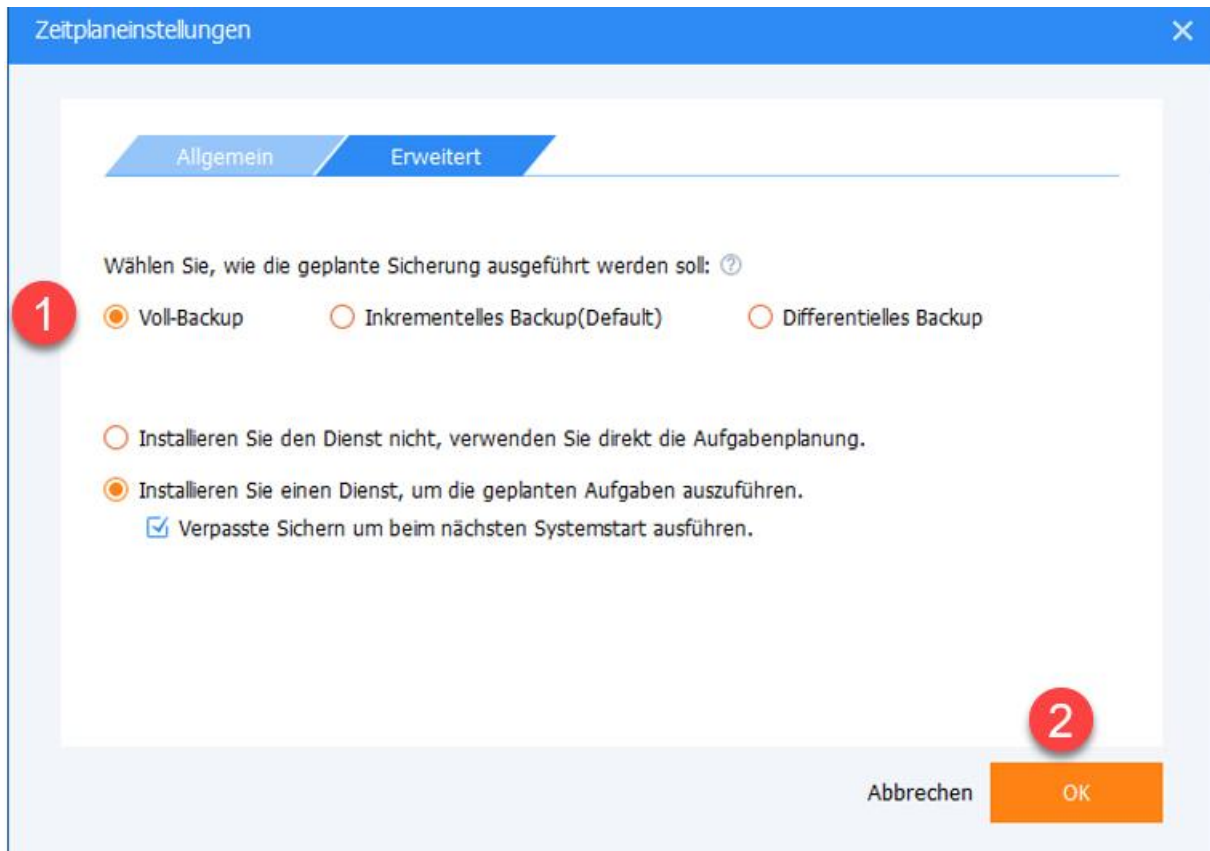 Zeitplaneinstellungen
Allgemein Erweitert
Wählen Sie, wie die geplante Sicherung ausgeführt werden soll: ?
1 Voll-Backup Inkrementelles Backup(Default) Differentielles Backup
Installieren Sie den Dienst nicht, verwenden Sie direkt die Aufgabenplanung.
Installieren Sie einen Dienst, um die geplanten Aufgaben auszuführen.
Verpasste Sichern um beim nächsten Systemstart ausführen.
2
Abbrechen OK